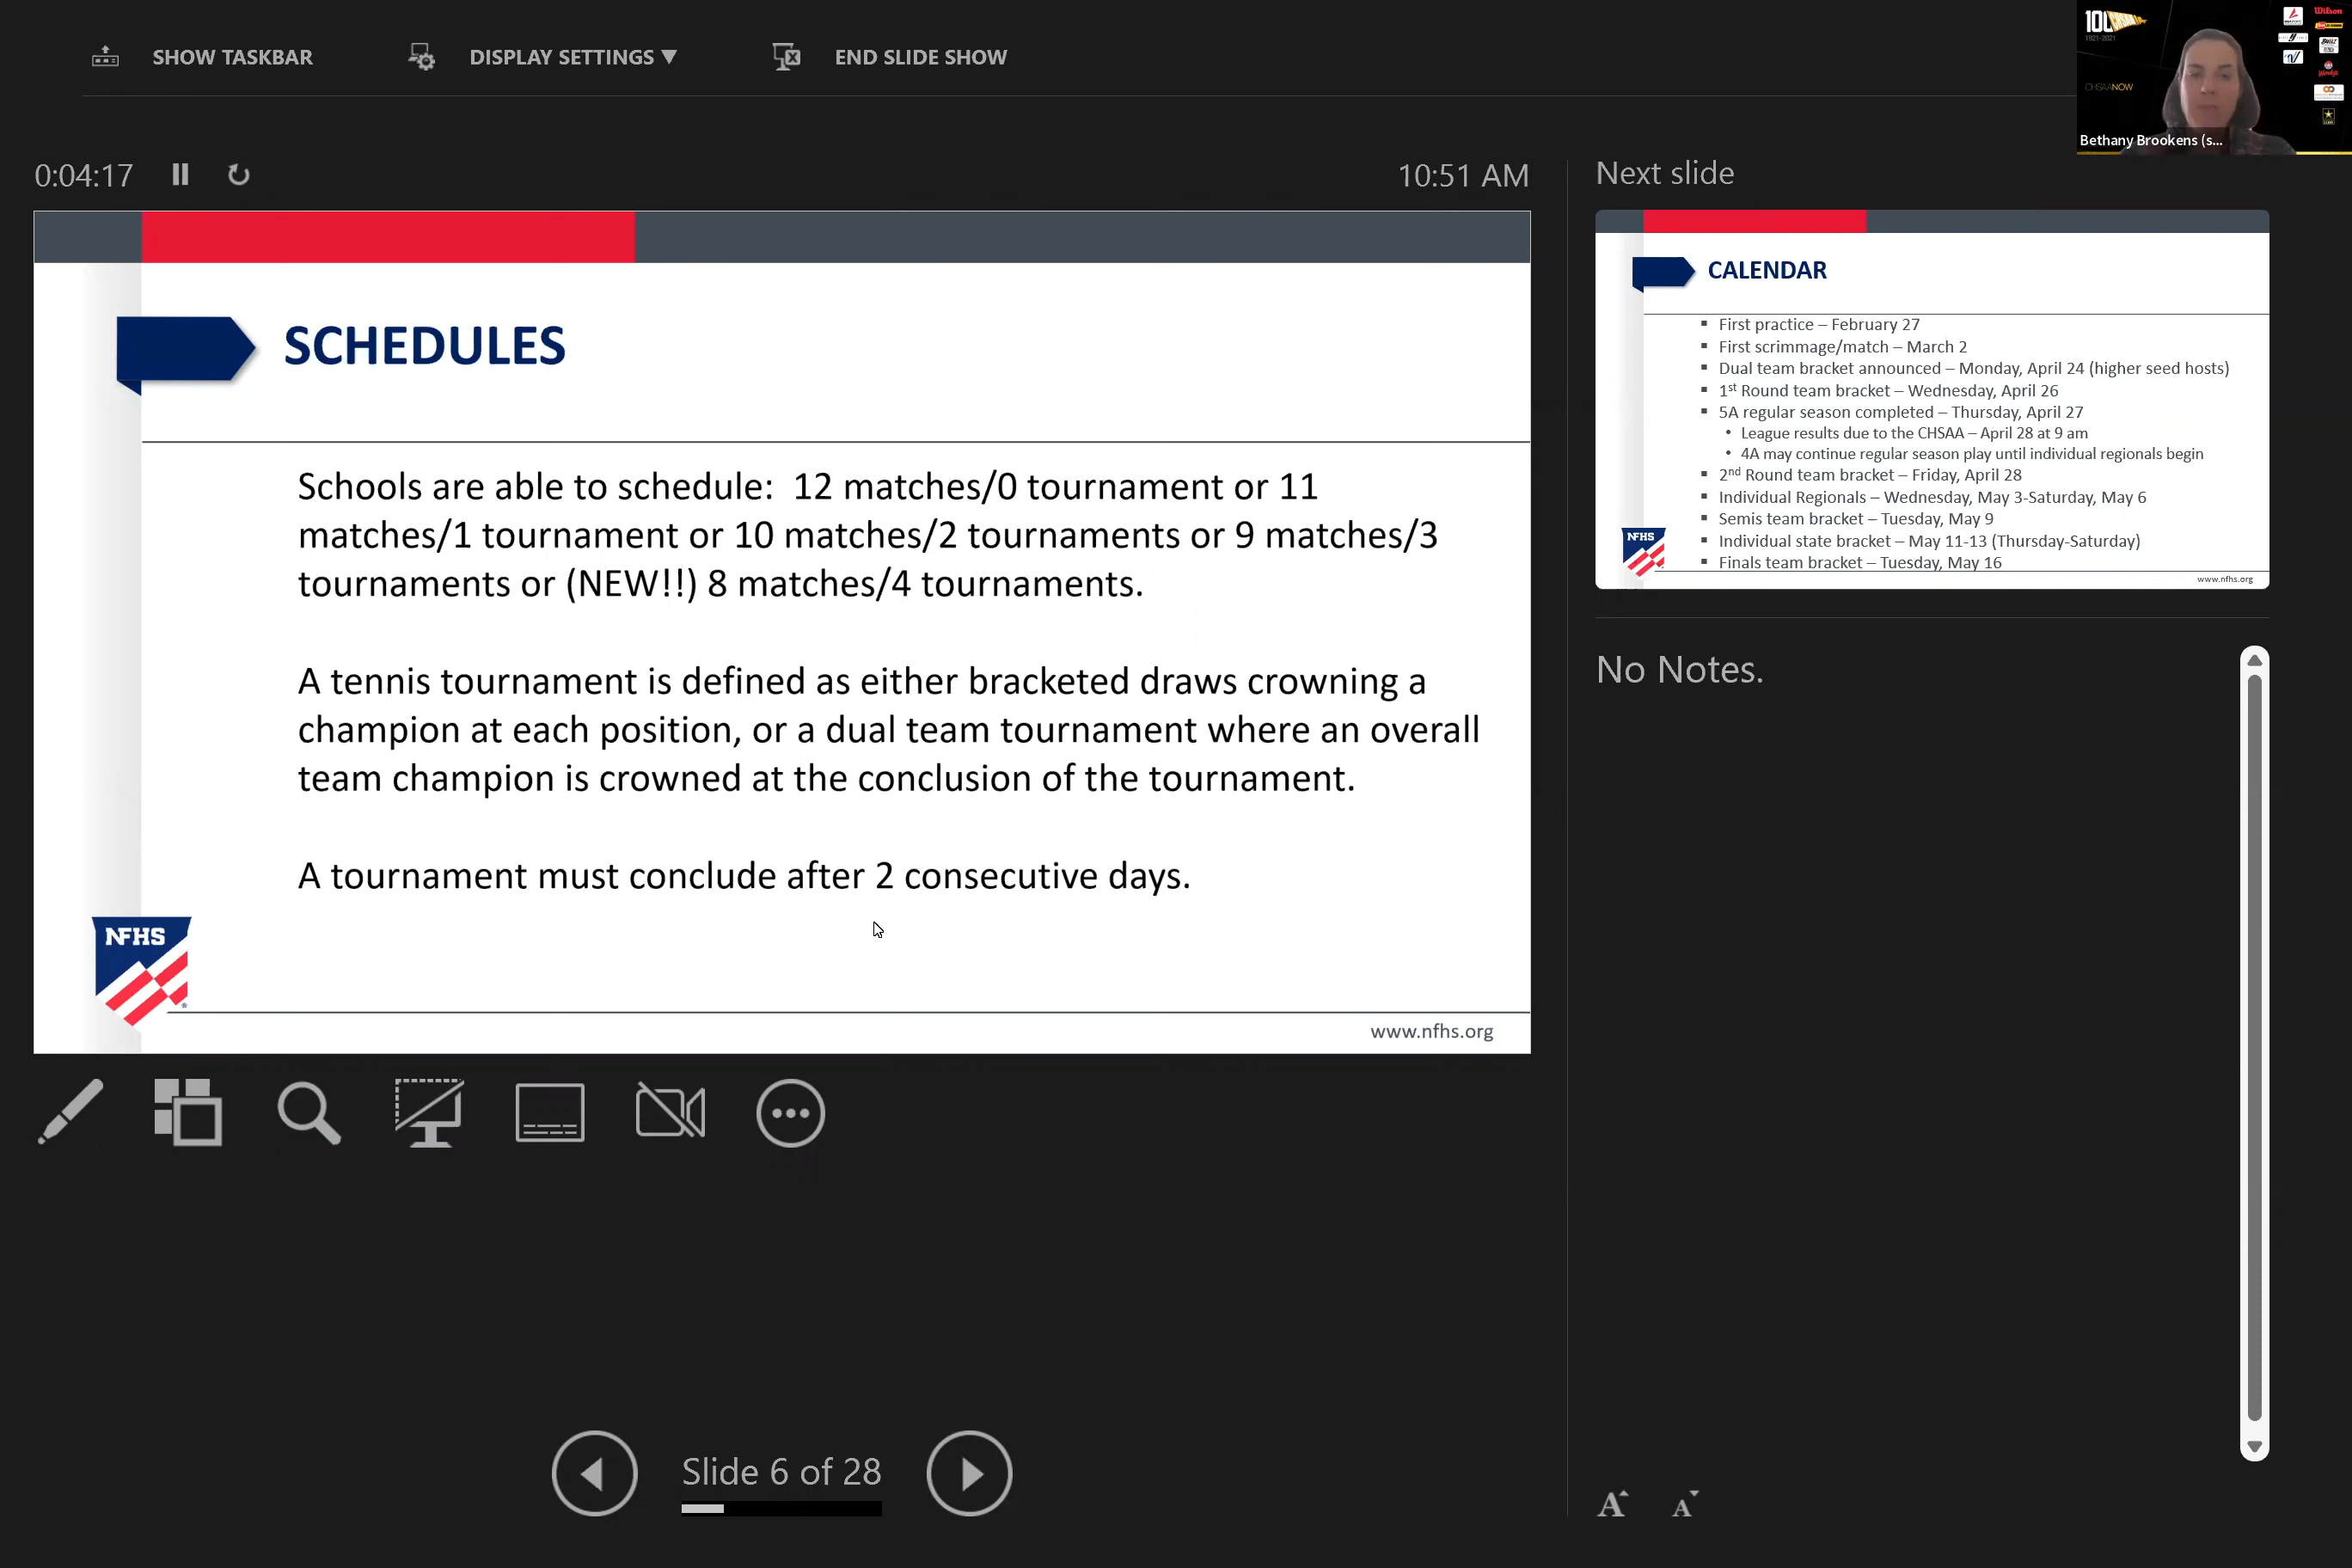 SHOW TASKBAR
DISPLAY SETTINGS ▼
END SLIDE SHOW
0:04:17
10:51 AM
SCHEDULES
Schools are able to schedule:  12 matches/0 tournament or 11
matches/1 tournament or 10 matches/2 tournaments or 9 matches/3
tournaments or (NEW!!) 8 matches/4 tournaments.
A tennis tournament is defined as either bracketed draws crowning a
champion at each position, or a dual team tournament where an overall
team champion is crowned at the conclusion of the tournament.
A tournament must conclude after 2 consecutive days.
NFHS
www.nfhs.org
Slide 6 of 28
Next slide
CALENDAR
▪ First practice – February 27
▪ First scrimmage/match – March 2
▪ Dual team bracket announced – Monday, April 24 (higher seed hosts)
▪ 1st Round team bracket – Wednesday, April 26
▪ 5A regular season completed – Thursday, April 27
• League results due to the CHSAA – April 28 at 9 am
• 4A may continue regular season play until individual regionals begin
▪ 2nd Round team bracket – Friday, April 28
▪ Individual Regionals – Wednesday, May 3-Saturday, May 6
▪ Semis team bracket – Tuesday, May 9
▪ Individual state bracket – May 11-13 (Thursday-Saturday)
▪ Finals team bracket – Tuesday, May 16
NFHS
www.nfhs.org
No Notes.
A A
1921-2021
CHSAANOW
Wilson
Wendy's
Bethany Brookens (s...